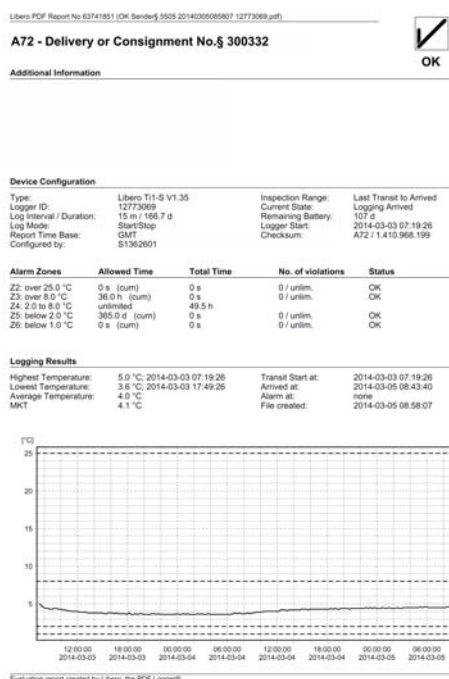 Libero PDF Report No 63741851 (OK Sender§ 5505 20140305085807 12773069.pdf)
A72 - Delivery or Consignment No.§ 300332
OK
Additional Information
Device Configuration
Type: Libero Ti1-S V1.35 Inspection Range: Last Transit to Arrived
Logger ID: 12773069 Current State: Logging Arrived
Log Interval / Duration: 15 m / 166.7 d Remaining Battery: 107 d
Log Mode: Start/Stop Logger Start: 2014-03-03 07:19:26
Report Time Base: GMT Checksum: A72 / 1.410.968.199
Configured by: S1362601
Alarm Zones Allowed Time Total Time No. of violations Status
Z2: over 25.0 °C 0 s (cum) 0 s 0 / unlim. OK
Z3: over 8.0 °C 36.0 h (cum) 0 s 0 / unlim. OK
Z4: 2.0 to 8.0 °C unlimited 49.5 h
Z5: below 2.0 °C 365.0 d (cum) 0 s 0 / unlim. OK
Z6: below 1.0 °C 0 s (cum) 0 s 0 / unlim. OK
Logging Results
Highest Temperature: 5.0 °C; 2014-03-03 07:19:26 Transit Start at: 2014-03-03 07:19:26
Lowest Temperature: 3.6 °C; 2014-03-03 17:49:26 Arrived at: 2014-03-05 08:43:40
Average Temperature: 4.0 °C Alarm at: none
MKT 4.1 °C File created: 2014-03-05 08:58:07
[°C]
25
20
15
10
5
12:00:00 18:00:00 00:00:00 06:00:00 12:00:00 18:00:00 00:00:00 06:00:00
2014-03-03 2014-03-03 2014-03-04 2014-03-04 2014-03-04 2014-03-04 2014-03-05 2014-03-05
Evaluation report created by Libero, the PDF Logger®